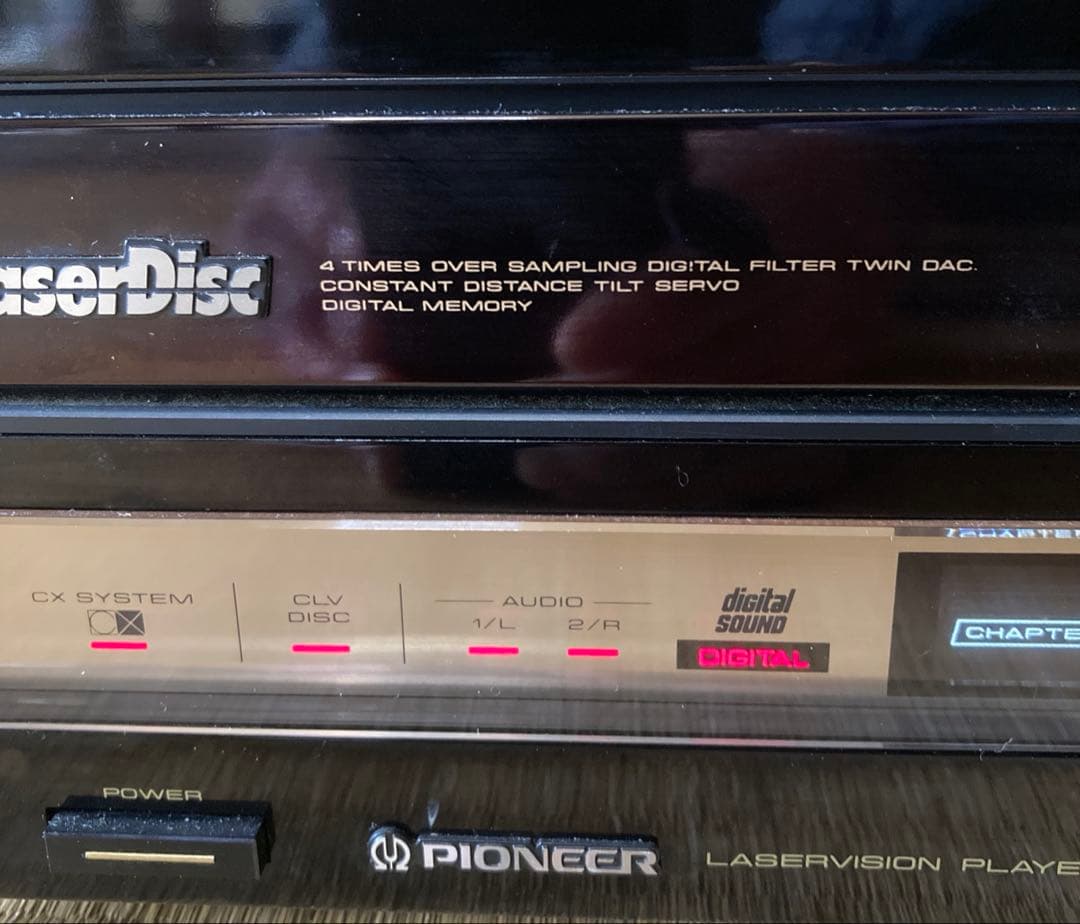 aserDisc
4 TIMES OVER SAMPLING DIGITAL FILTER TWIN DAC.
CONSTANT DISTANCE TILT SERVO
DIGITAL MEMORY
CX SYSTEM
CX
CLV
DISC
AUDIO
1/L 2/R
digital
SOUND
DIGITAL
CHAPTE
POWER
PIONEER
LASERVISION PLAYE